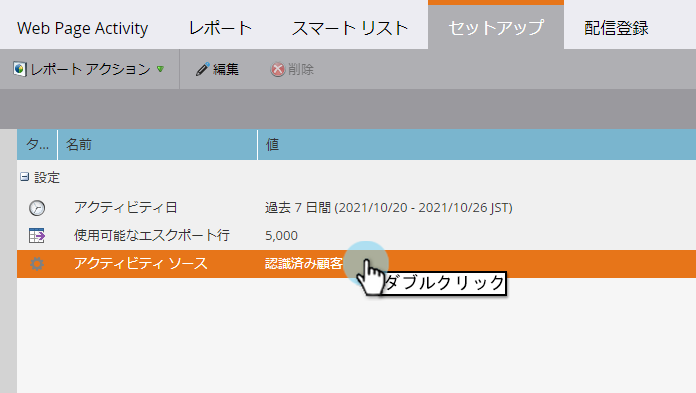 Web Page Activity レポート スマート リスト セットアップ 配信登録
レポート アクション 編集 削除
タ... 名前 値
設定
アクティビティ日 過去 7 日間 (2021/10/20 - 2021/10/26 JST)
使用可能なエスクポート行 5,000
アクティビティ ソース 認識済み顧客
ダブルクリック